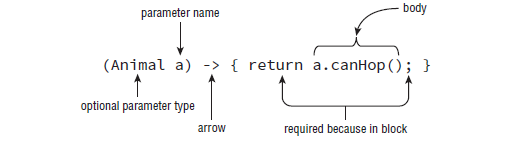 parameter name
body
(Animal a) -> { return a.canHop(); }
optional parameter type
arrow
required because in block